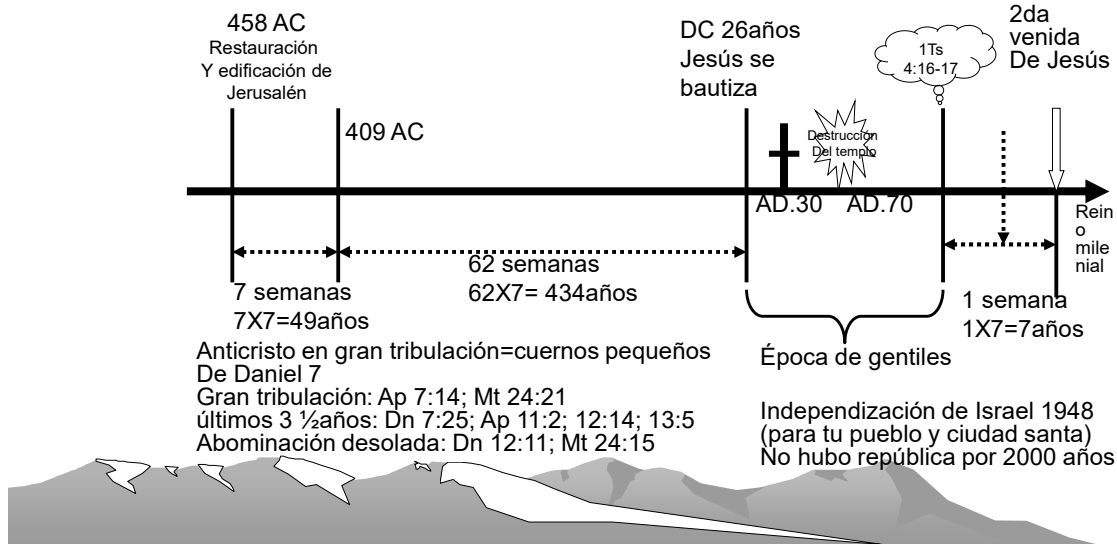 458 AC
Restauración
Y edificación de
Jerusalén
409 AC
DC 26años
Jesús se
bautiza
Destrucción
Del templo
1Ts
4:16-17
2da
venida
De Jesús
AD.30
AD.70
Rein
o
mile
nial
7 semanas
7X7=49años
62 semanas
62X7= 434años
1 semana
1X7=7años
Época de gentiles
Anticristo en gran tribulación=cuernos pequeños
De Daniel 7
Gran tribulación: Ap 7:14; Mt 24:21
últimos 3 ½años: Dn 7:25; Ap 11:2; 12:14; 13:5
Abominación desolada: Dn 12:11; Mt 24:15
Independización de Israel 1948
(para tu pueblo y ciudad santa)
No hubo república por 2000 años